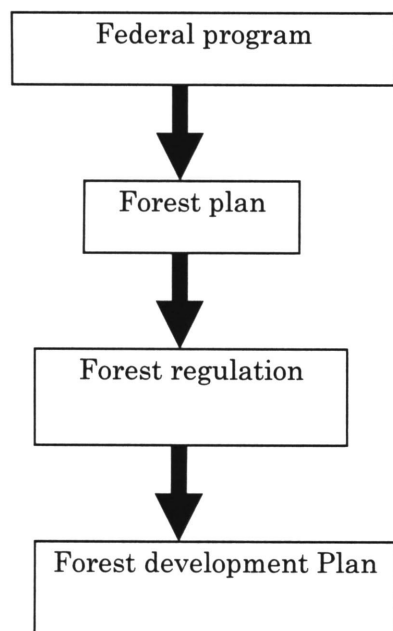 Federal program
Forest plan
Forest regulation
Forest development Plan